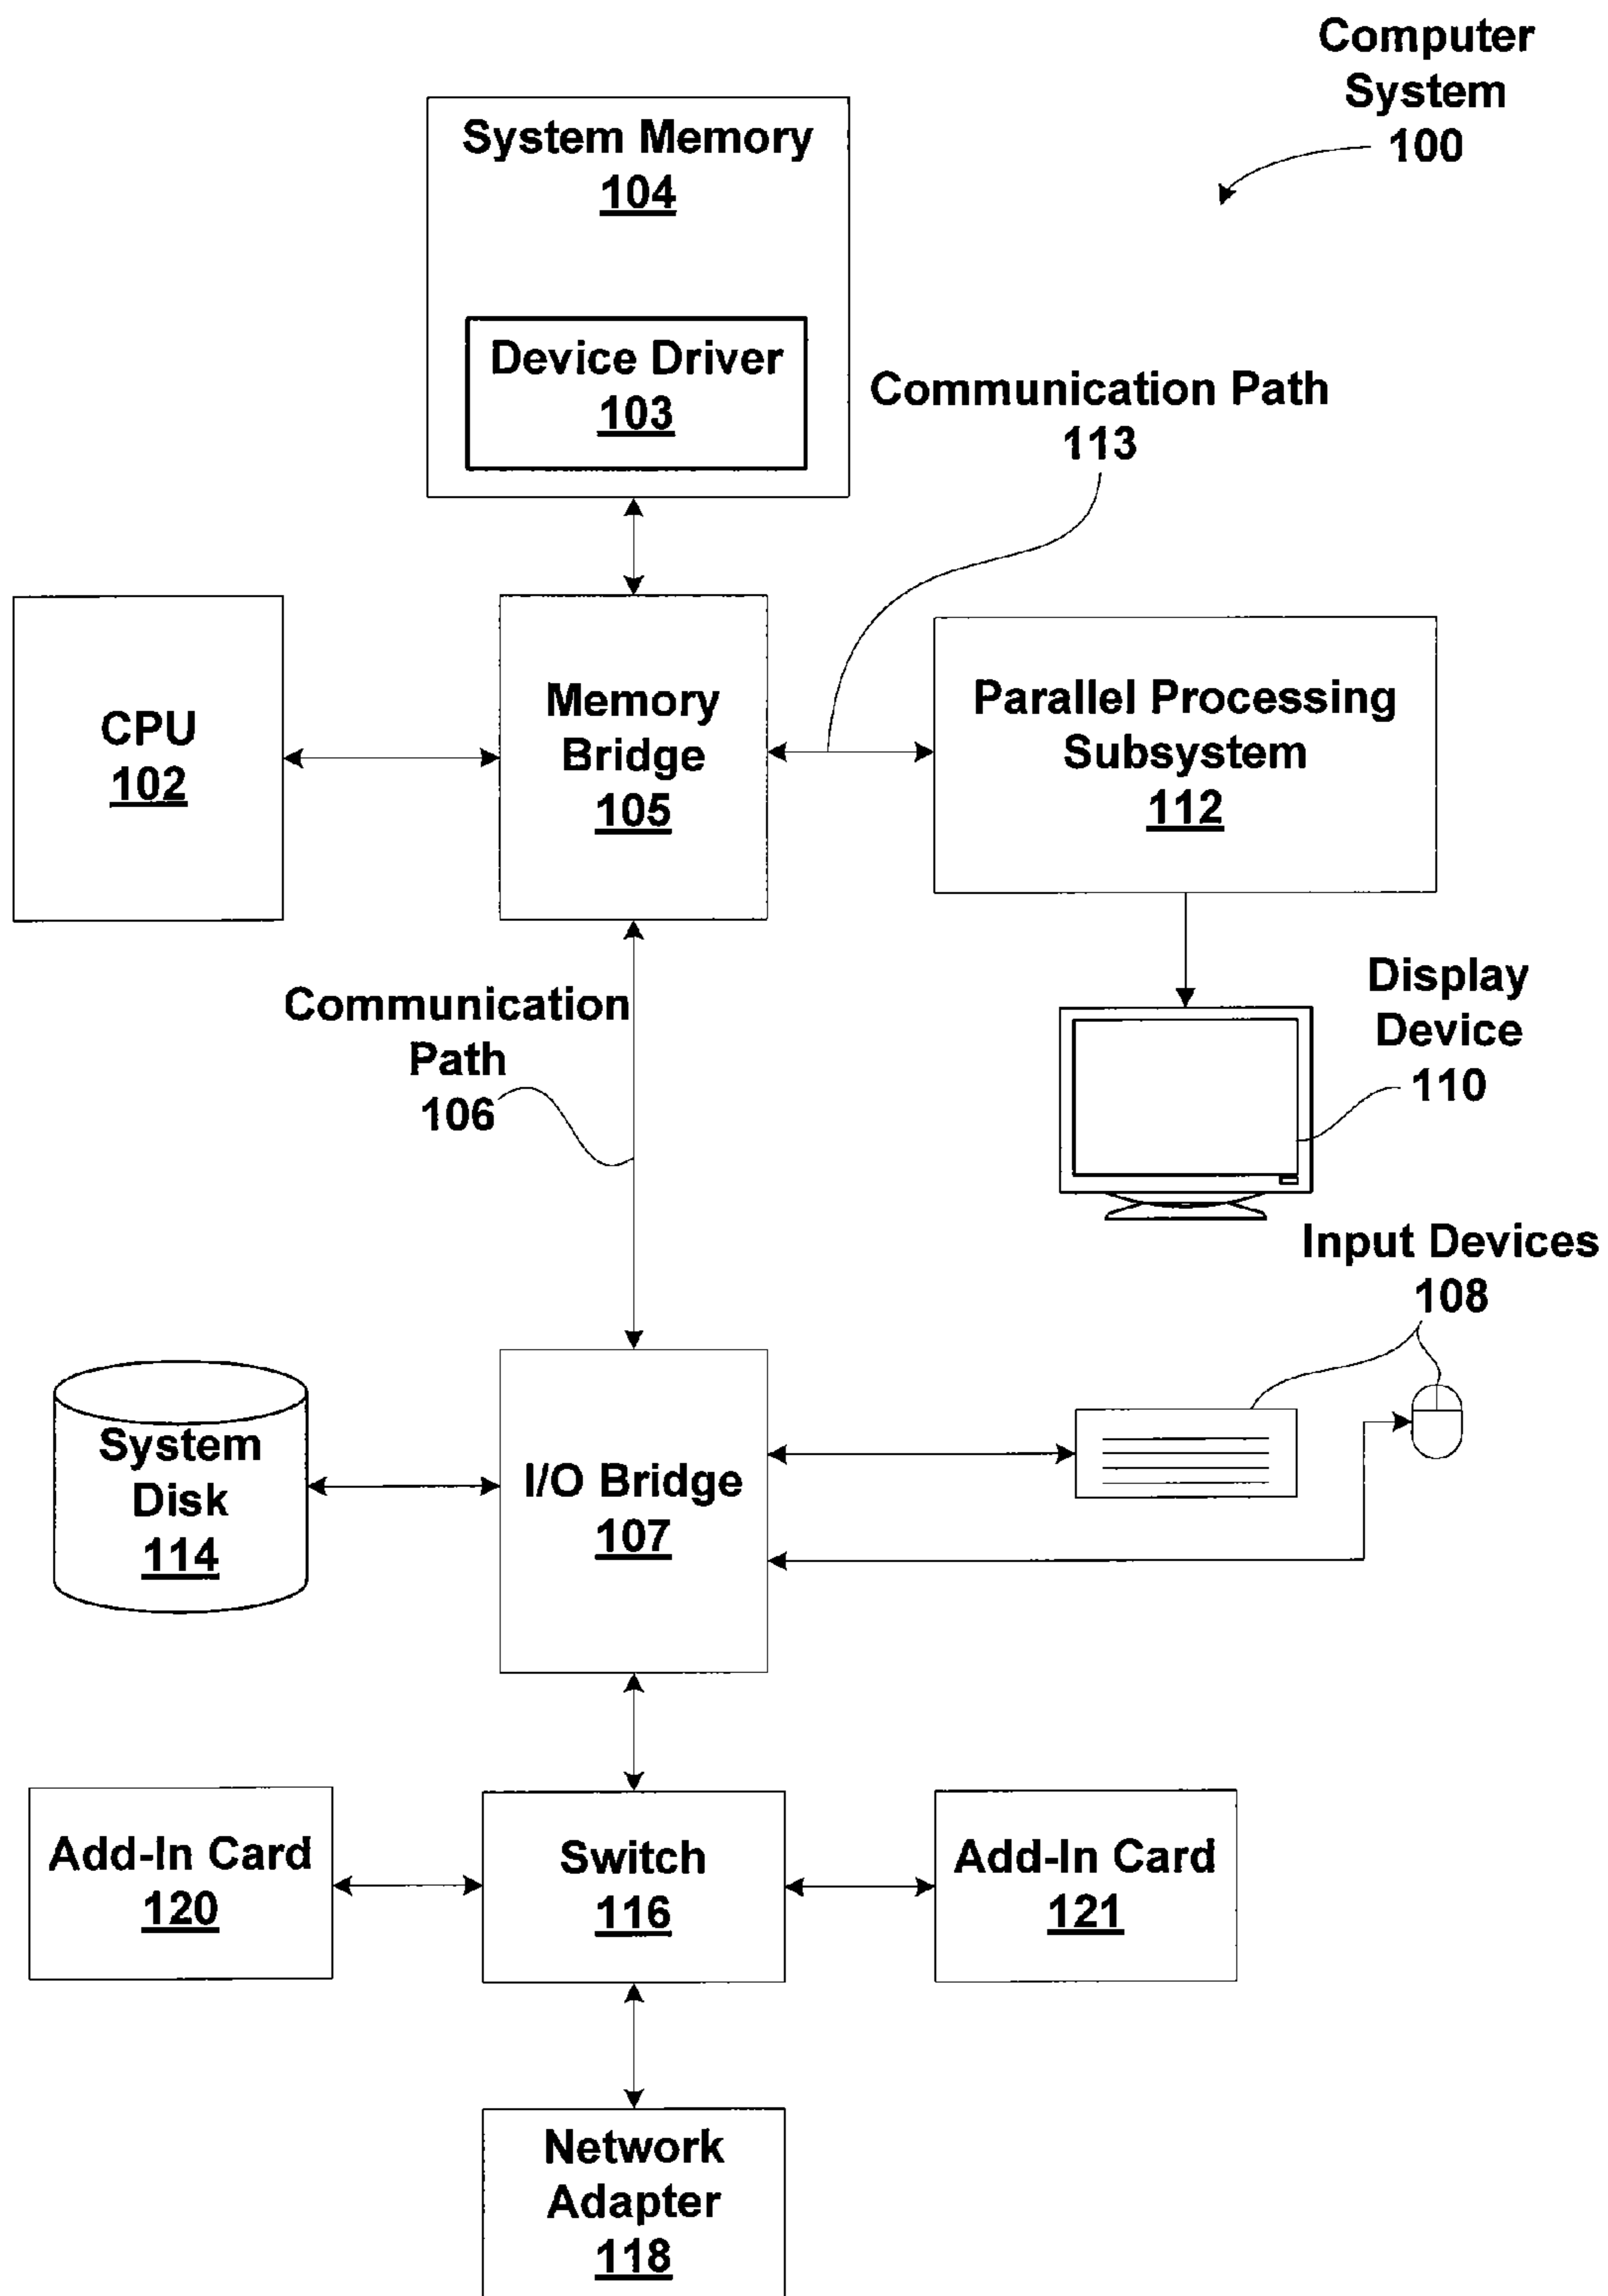 Computer
System
100
System Memory
104
Device Driver
103
Communication Path
113
CPU
102
Memory
Bridge
105
Parallel Processing
Subsystem
112
Communication
Path
106
Display
Device
110
Input Devices
108
System
Disk
114
I/O Bridge
107
Add-In Card
120
Switch
116
Add-In Card
121
Network
Adapter
118